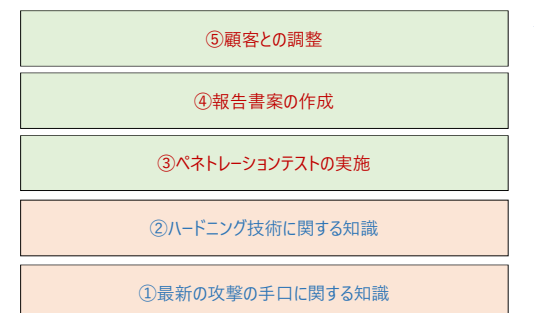 ⑤顧客との調整
④報告書案の作成
③ペネトレーションテストの実施
②ハードニング技術に関する知識
①最新の攻撃の手口に関する知識